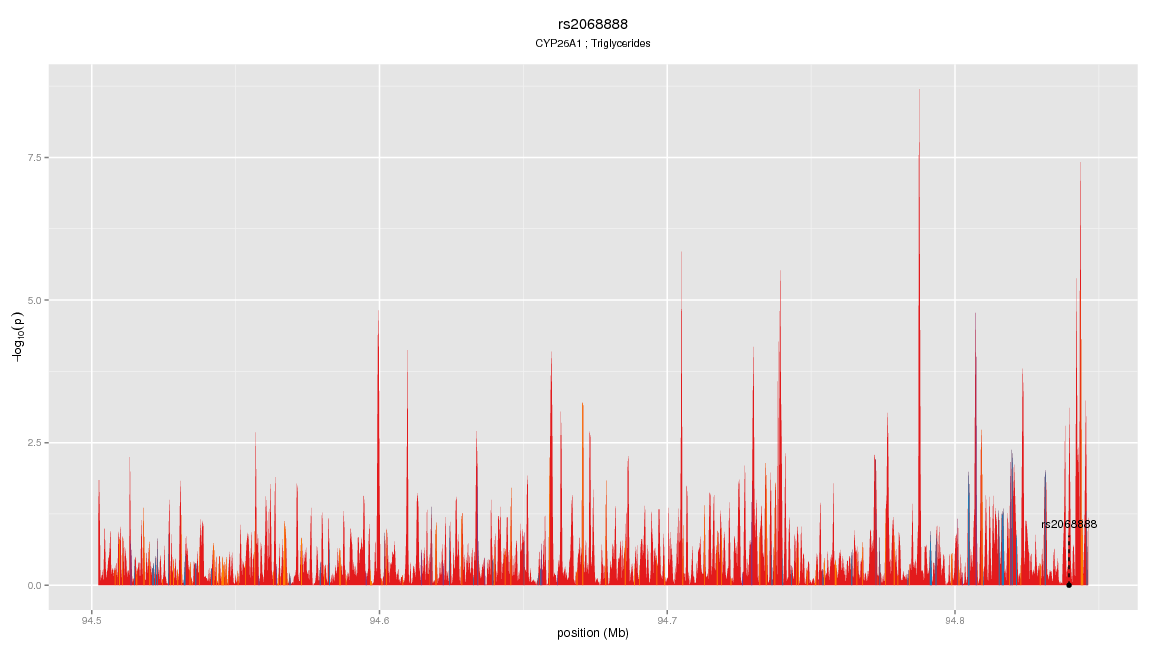 rs2068888
CYP26A1 ; Triglycerides
7.5
5.0
2.5
0.0
−log10(p)
rs2068888
94.5
94.6
94.7
94.8
position (Mb)